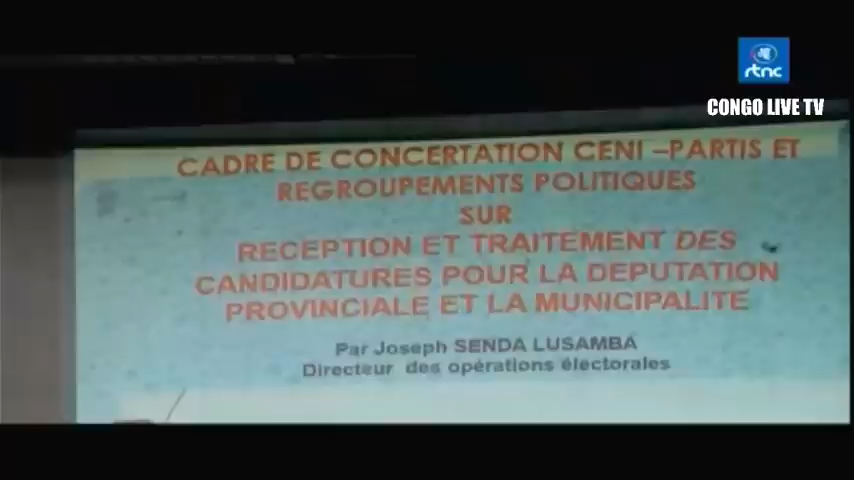 rtnc
CONGO LIVE TV
CADRE DE CONCERTATION CENI –PARTIS ET
REGROUPEMENTS POLITIQUES
SUR
RECEPTION ET TRAITEMENT DES
CANDIDATURES POUR LA DEPUTATION
PROVINCIALE ET LA MUNICIPALITE
Par Joseph SENDA LUSAMBA
Directeur des opérations électorales